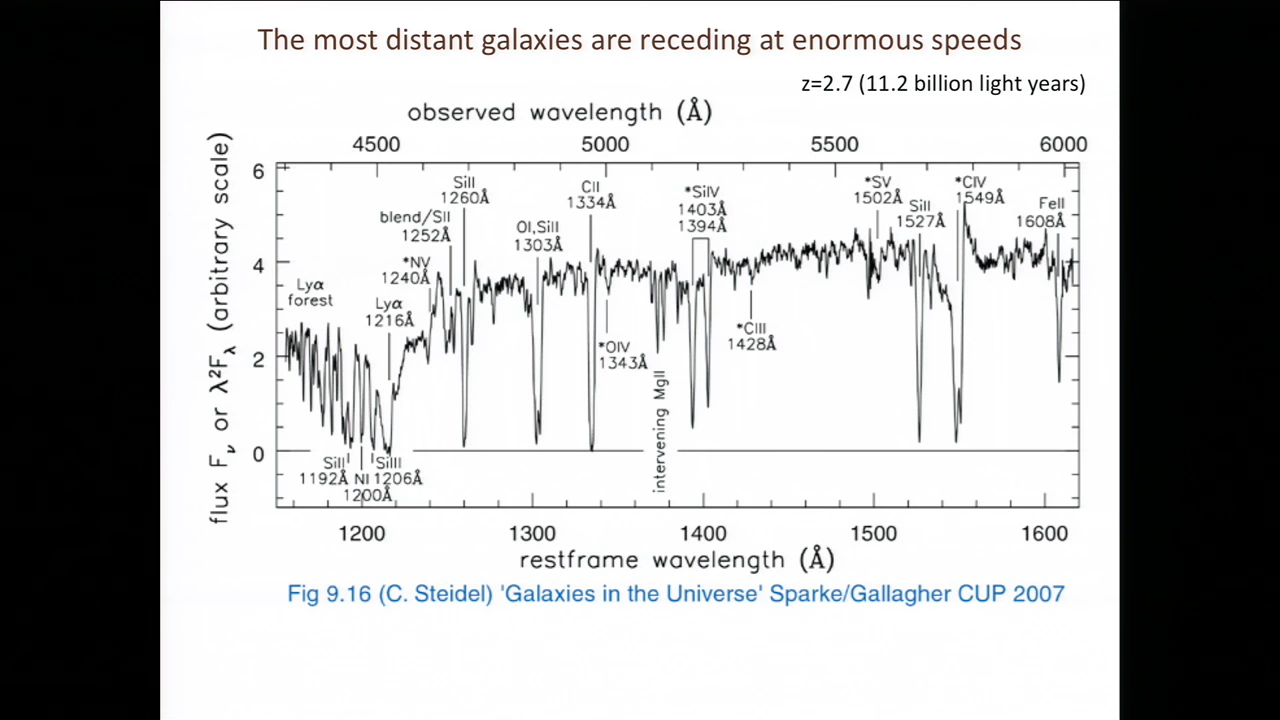 The most distant galaxies are receding at enormous speeds
z=2.7 (11.2 billion light years)
observed wavelength (Å)
4500 5000 5500 6000
flux Fν or λ²Fλ (arbitrary scale)
6
4
2
0
Lyα
forest
Lyα
1216Å
*NV
1240Å
blend/SII
1252Å
SiII
1260Å
OI,SiII
1303Å
CII
1334Å
*OIV
1343Å
intervening MgII
*SiIV
1403Å
1394Å
*CIII
1428Å
*SV
1502Å
SiII
1527Å
*CIV
1549Å
FeII
1608Å
SiII
1192Å
NI
1200Å
SiIII
1206Å
1200 1300 1400 1500 1600
restframe wavelength (Å)
Fig 9.16 (C. Steidel) 'Galaxies in the Universe' Sparke/Gallagher CUP 2007